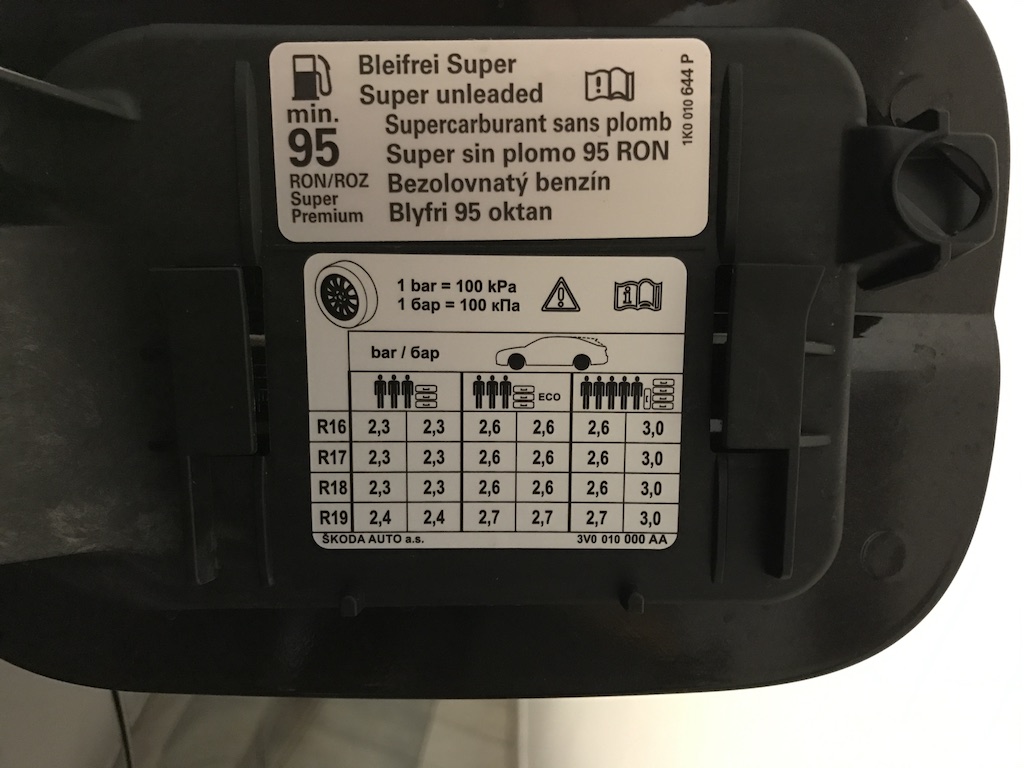 Bleifrei Super
Super unleaded
Supercarburant sans plomb
Super sin plomo 95 RON
Bezolovnatý benzín
Blyfri 95 oktan
min.
95
RON/ROZ
Super
Premium
1K0 010 644 P
1 bar = 100 kPa
1 бар = 100 кПа
bar / бар
ECO
R16 2,3 2,3 2,6 2,6 2,6 3,0
R17 2,3 2,3 2,6 2,6 2,6 3,0
R18 2,3 2,3 2,6 2,6 2,6 3,0
R19 2,4 2,4 2,7 2,7 2,7 3,0
ŠKODA AUTO a.s. 3V0 010 000 AA